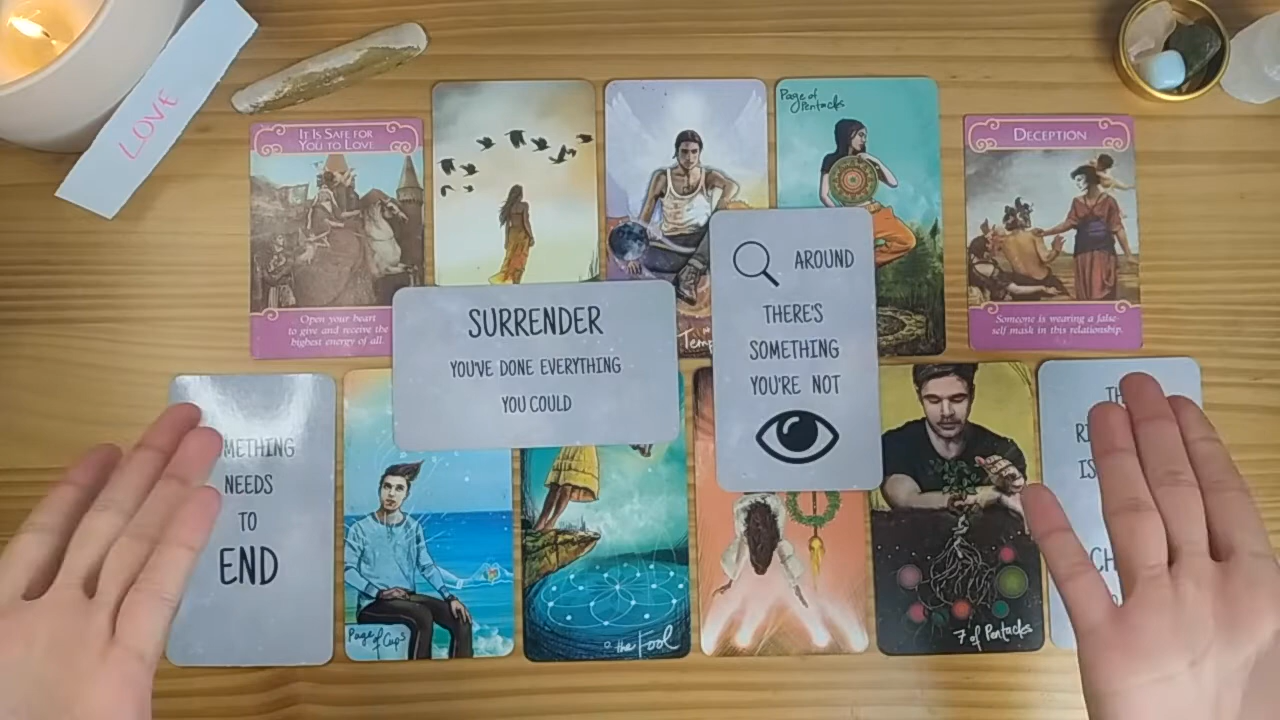 LOVE
IT IS SAFE FOR
YOU TO LOVE
Open your heart
to give and receive the
highest energy of all.
Page of
Pentacks
DECEPTION
Someone is wearing a false-
self mask in this relationship.
SURRENDER
YOU'VE DONE EVERYTHING
YOU COULD
AROUND
THERE'S
SOMETHING
YOU'RE NOT
NEEDS
TO
END
Page of Cups
0 the Fool
7 of Pentacks